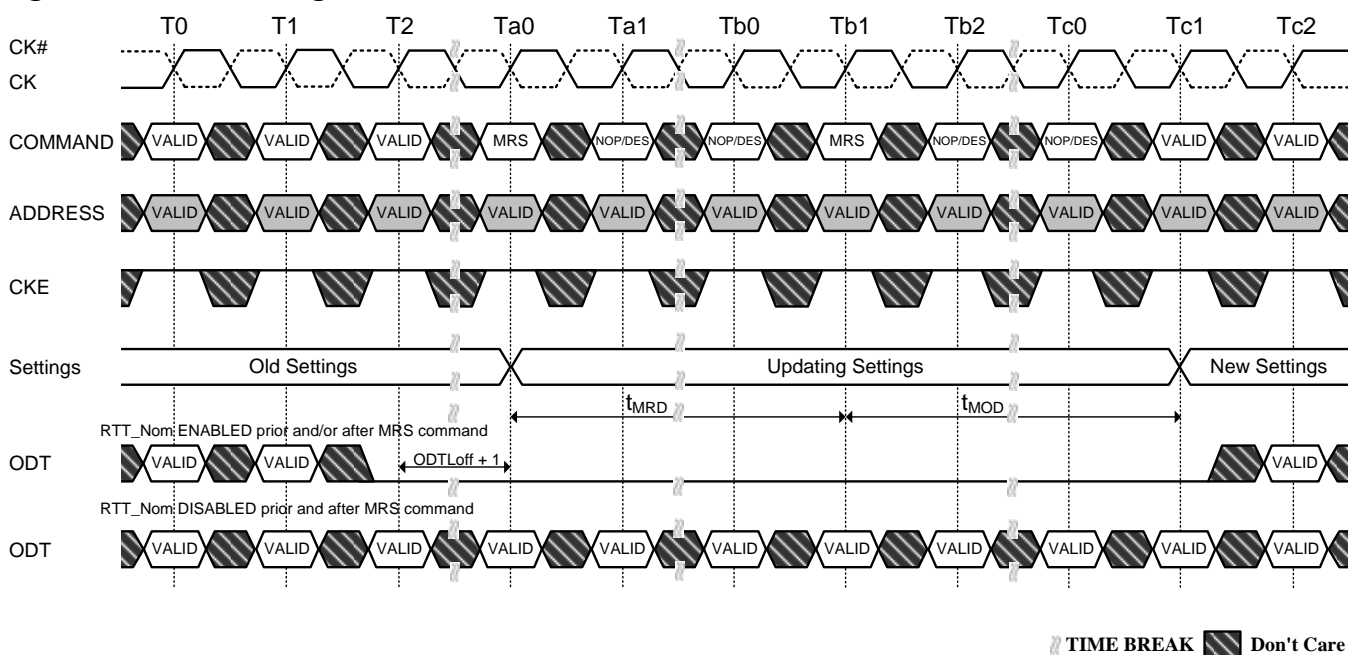 T0 T1 T2 Ta0 Ta1 Tb0 Tb1 Tb2 Tc0 Tc1 Tc2
CK#
CK
COMMAND VALID VALID VALID MRS NOP/DES NOP/DES MRS NOP/DES NOP/DES VALID VALID
ADDRESS VALID VALID VALID VALID VALID VALID VALID VALID VALID VALID VALID
CKE
Settings Old Settings Updating Settings New Settings
tMRD tMOD
RTT_Nom ENABLED prior and/or after MRS command
ODT VALID VALID ODTLoff + 1 VALID
RTT_Nom DISABLED prior and after MRS command
ODT VALID VALID VALID VALID VALID VALID VALID VALID VALID VALID VALID
TIME BREAK Don't Care